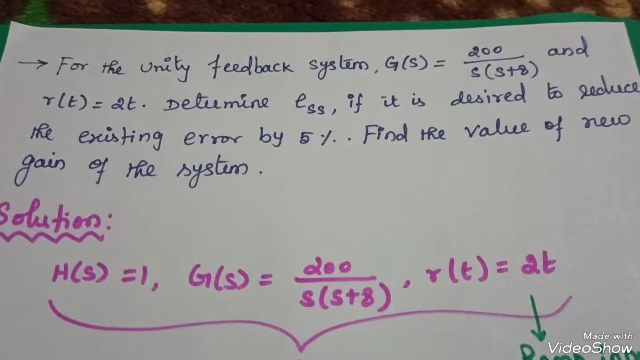 → For the unity feedback system, G(s) = 200 / s(s+8) and
r(t) = 2t. Determine ess, if it is desired to reduce
the existing error by 5 %. Find the value of new
gain of the system.
Solution:
H(s) = 1, G(s) = 200 / s(s+8), r(t) = 2t
Made with
VideoShow